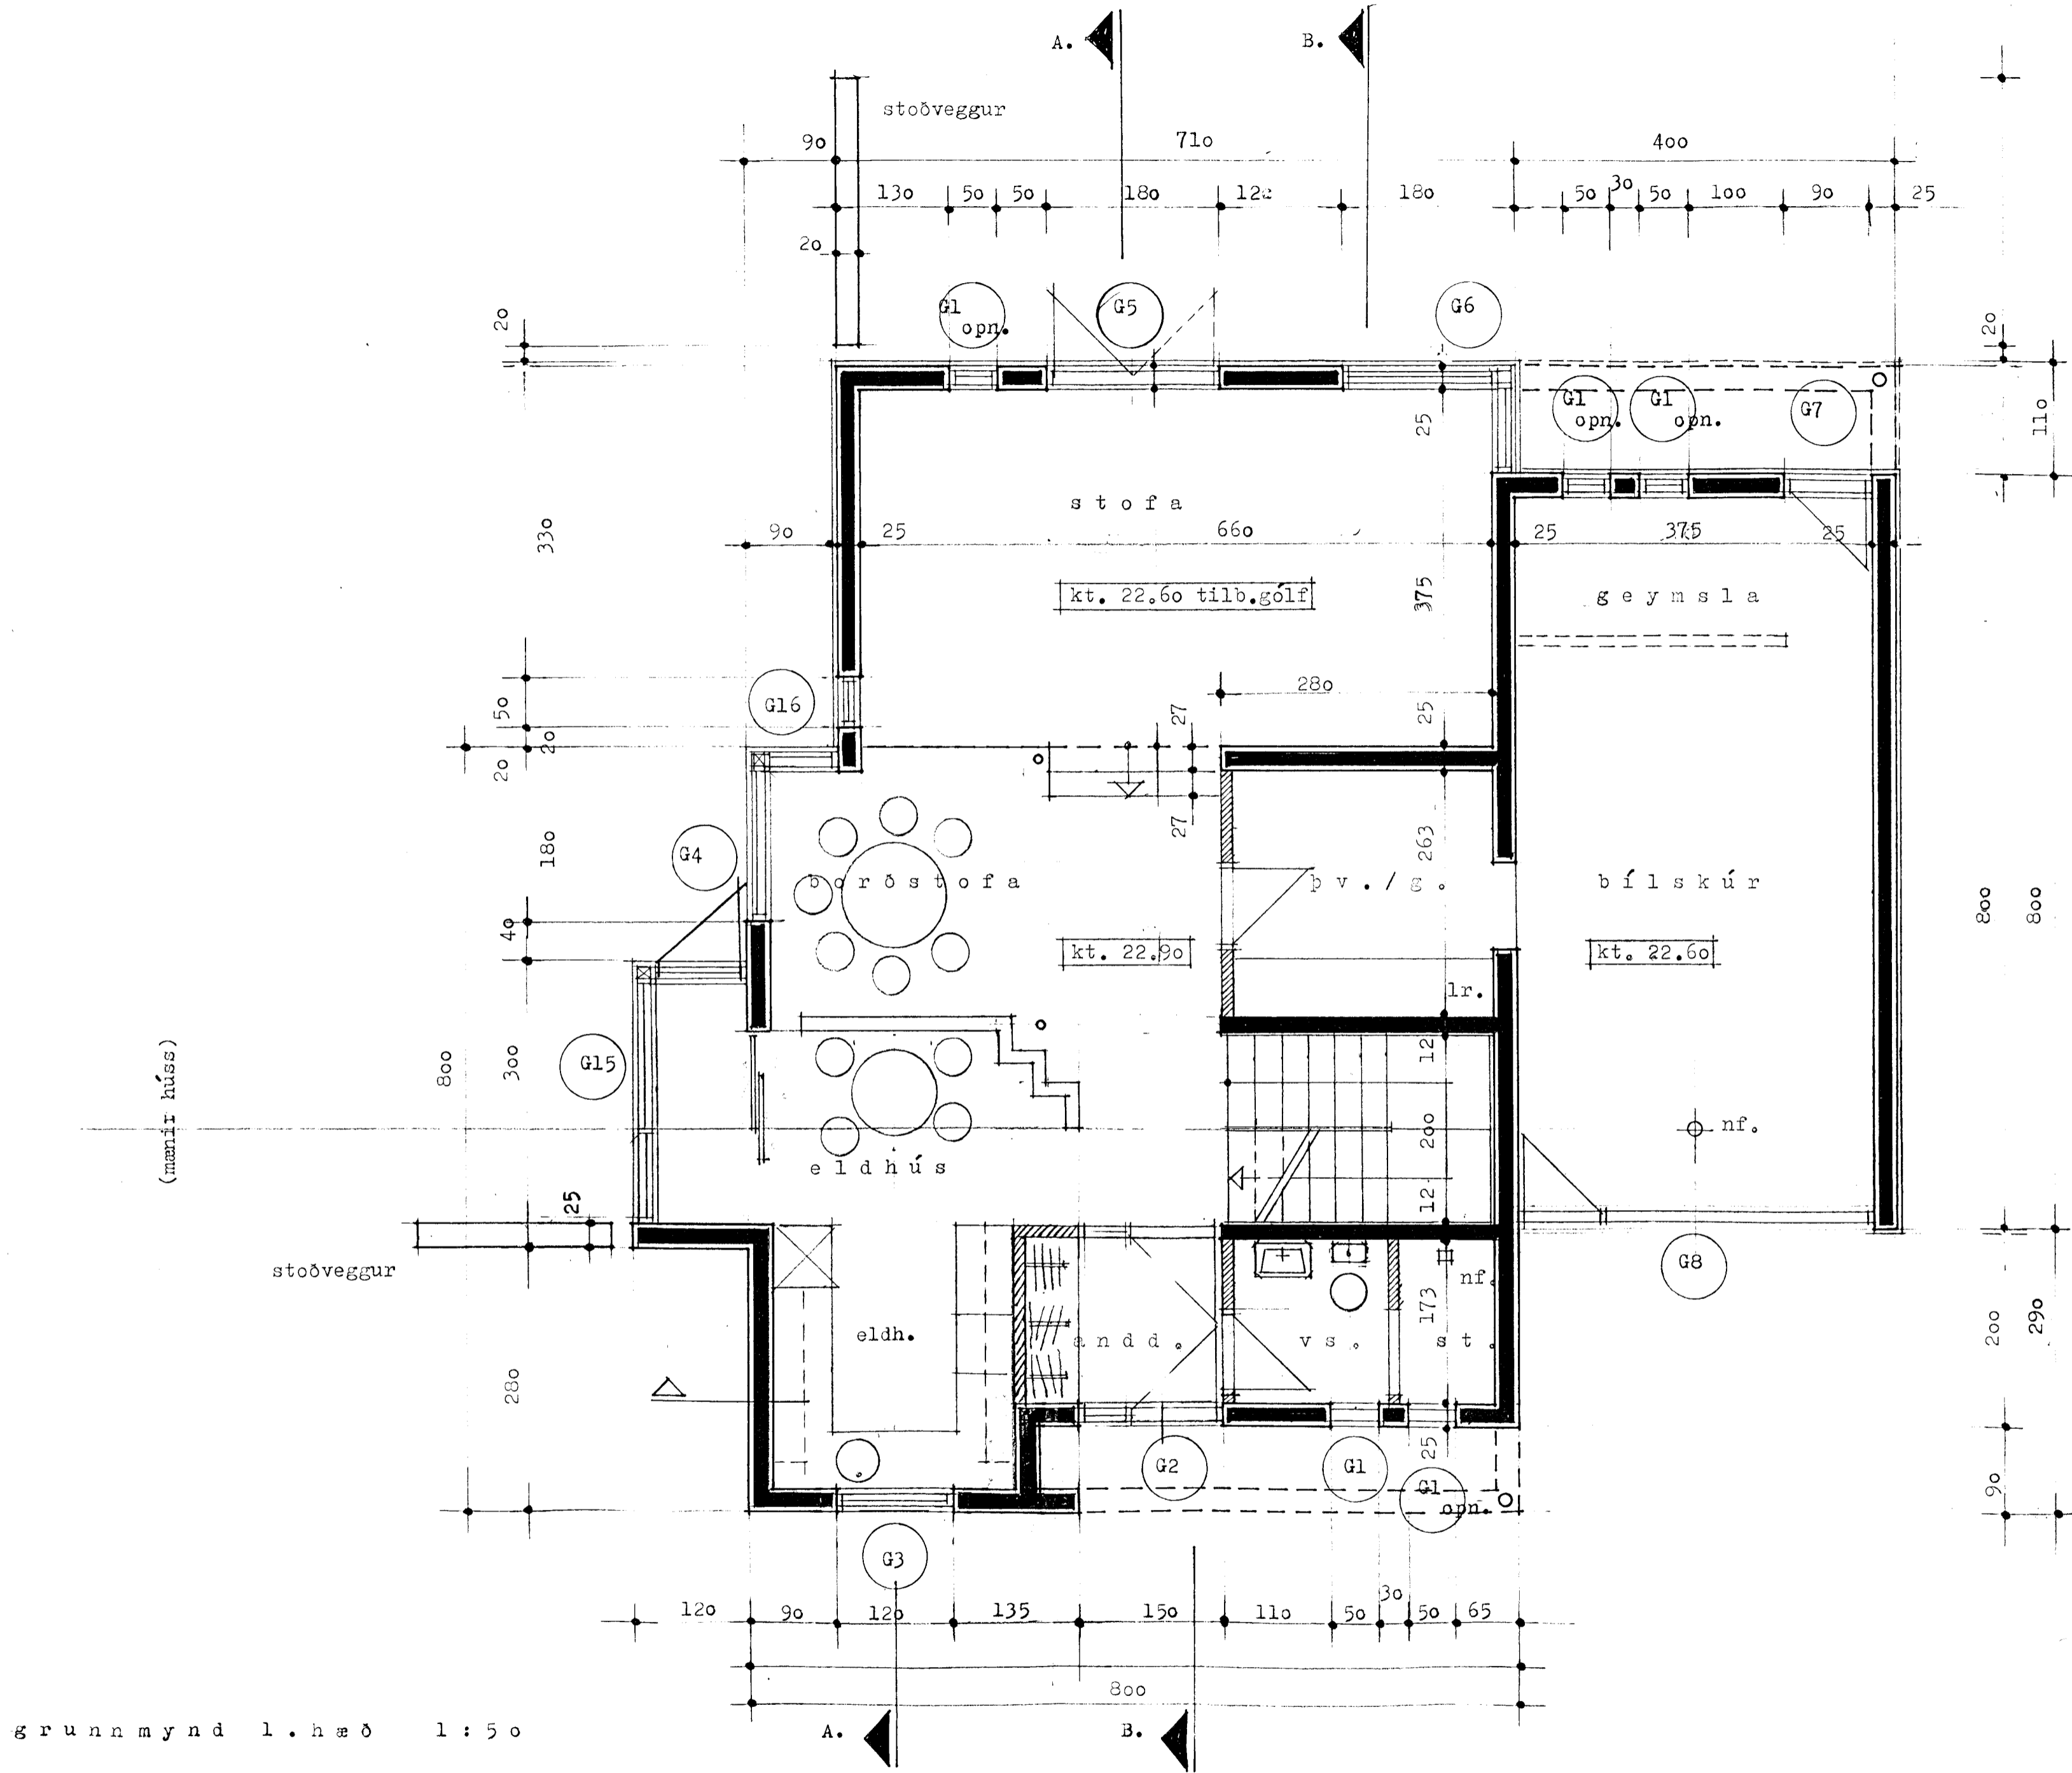 A.
B.
stoðveggur
90
710
400
130
50
50
180
180
50
30
50
100
90
25
20
G1
opn.
G5
G6
20
20
G1
opn.
G1
opn.
G7
110
25
stofa
330
90
25
660
25
375
25
kt. 22.60 tilb.gólf
375
geymsla
280
G16
50
20
20
27
25
27
180
G4
263
borðstofa
þv./g.
bílskúr
800
800
40
kt. 22.90
kt. 22.60
lr.
(mænir húss)
800
300
G15
12
200
nf.
eldhús
25
12
stoðveggur
G8
nf.
eldh.
173
andd.
vs.
st.
200
290
280
25
G2
G1
G1
opn.
90
G3
120
90
120
135
150
110
50
30
50
65
800
A.
B.
grunnmynd 1.hæð 1:50